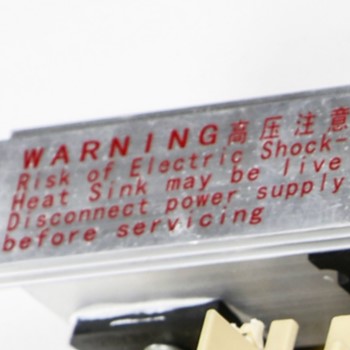 WARNING高压注意
Risk of Electric Shock-
Heat Sink may be live
Disconnect power supply
before servicing